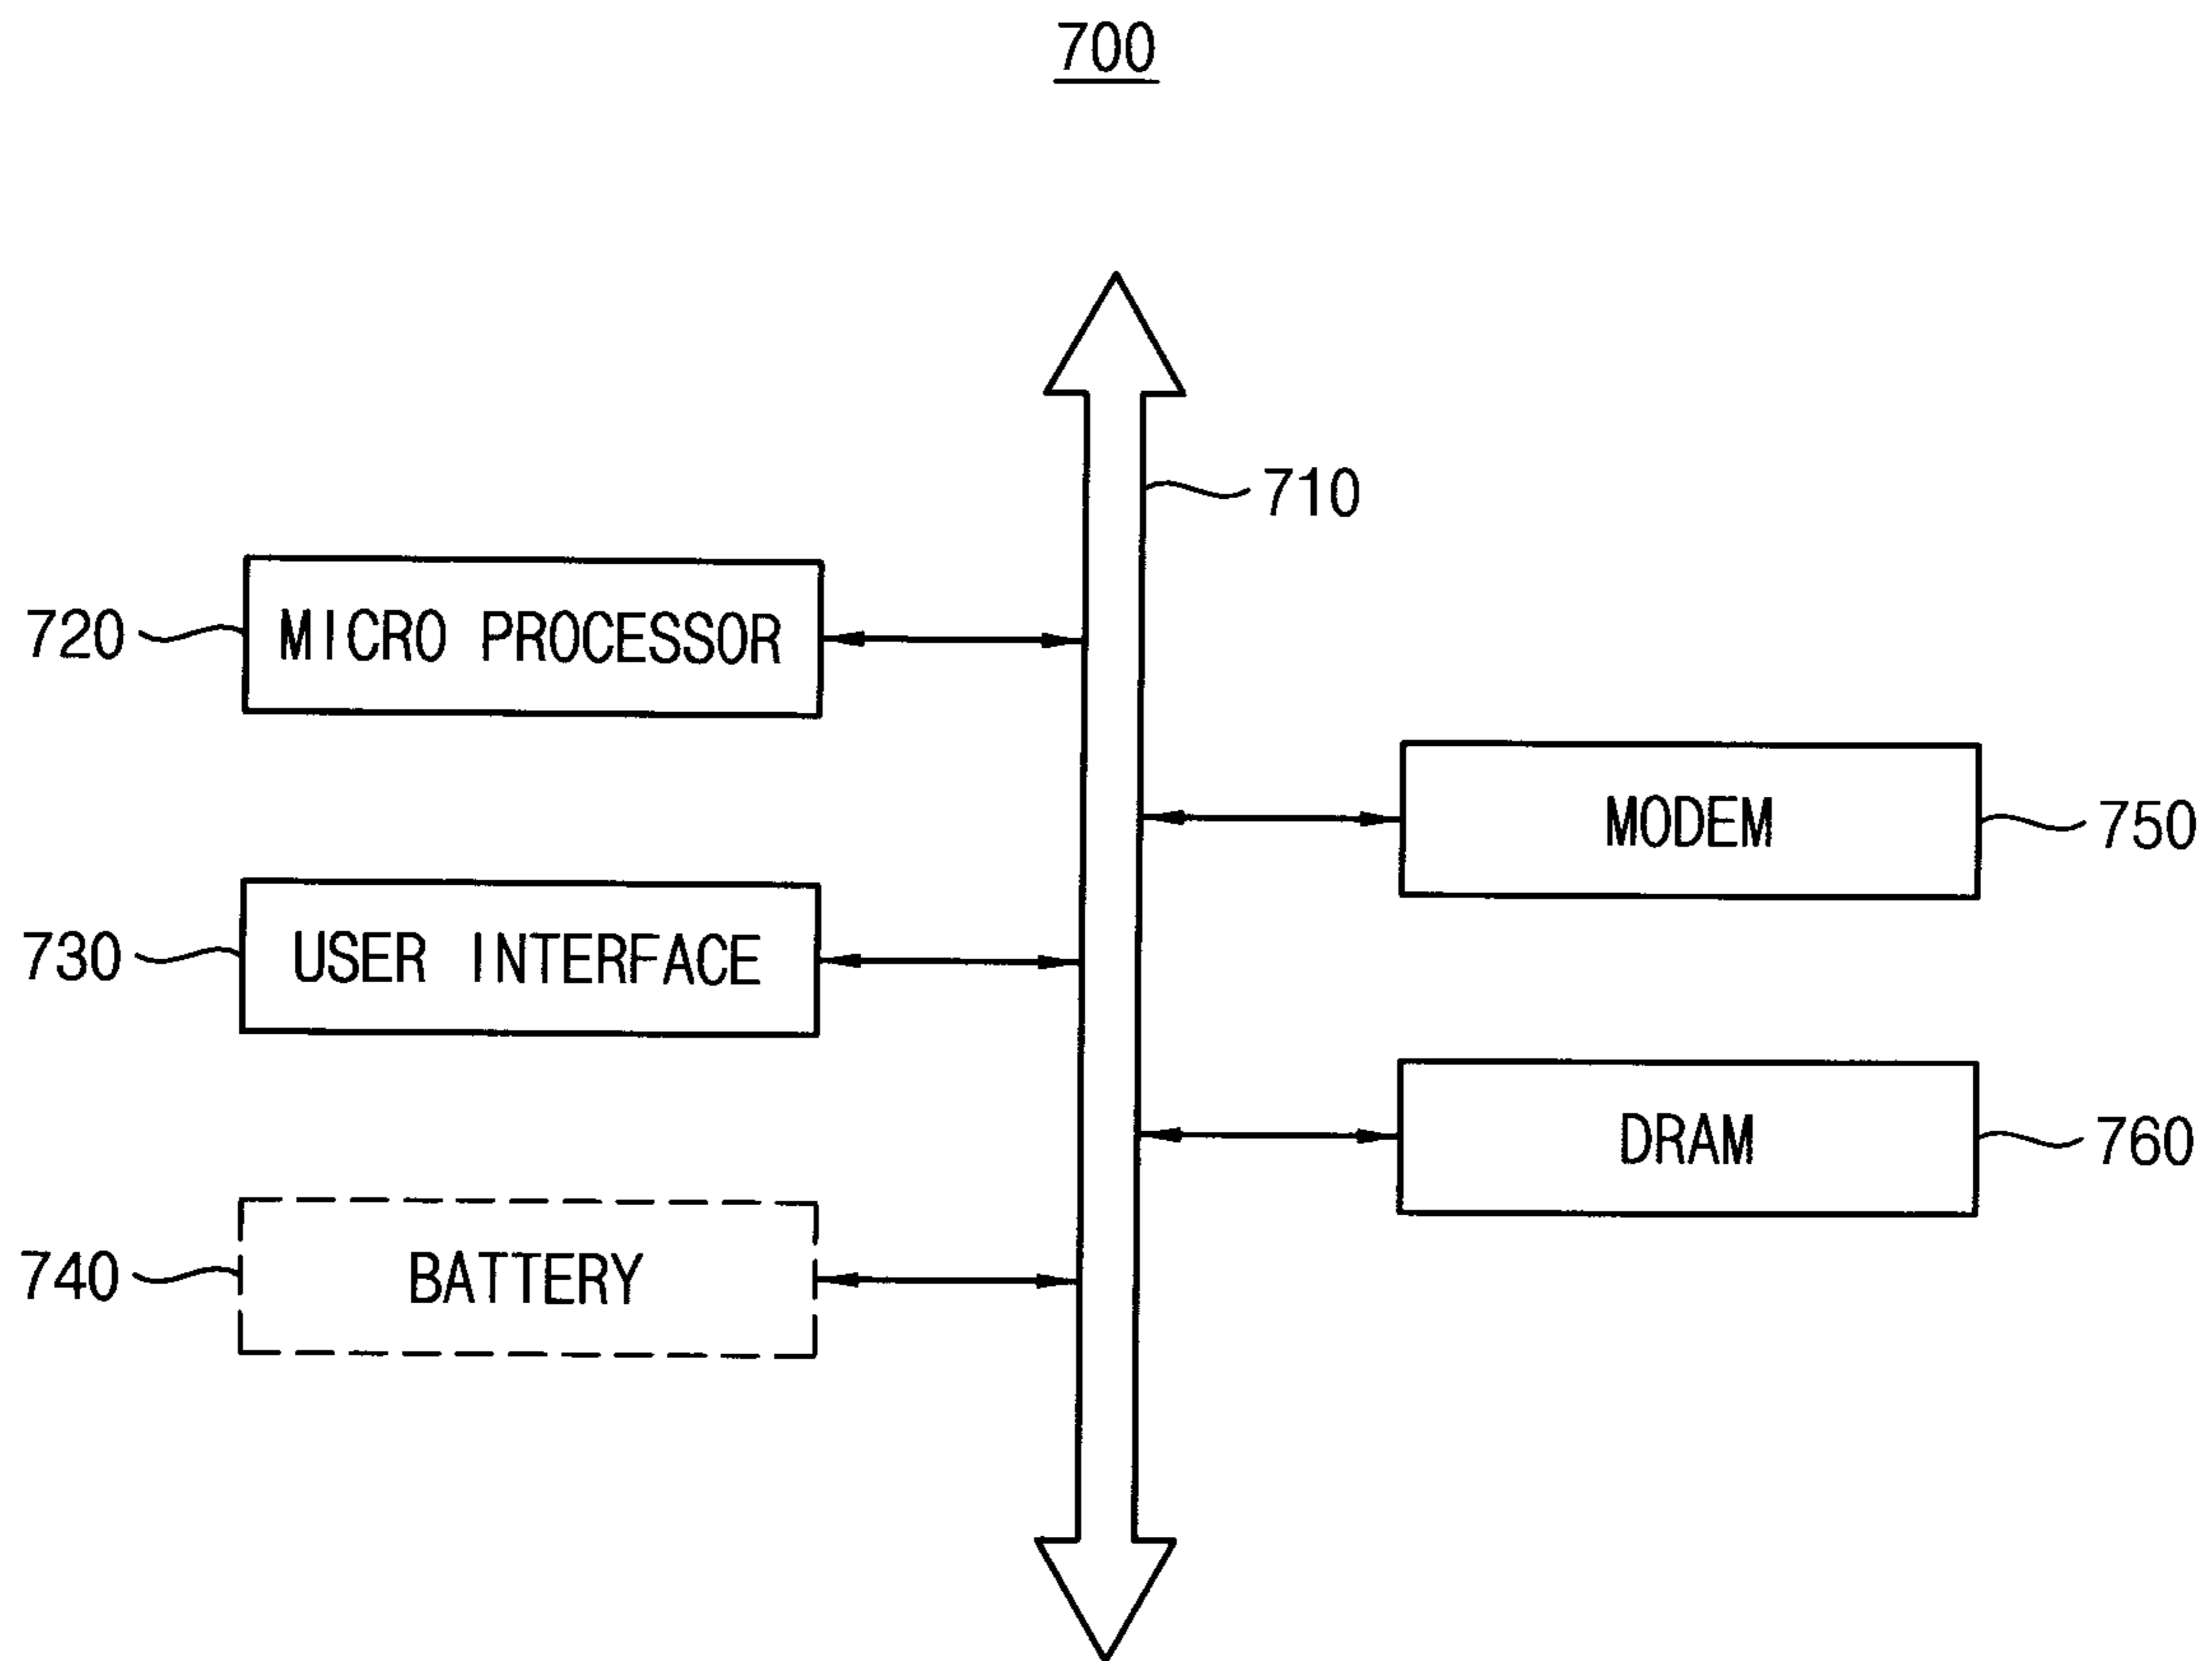 700
710
720 MICRO PROCESSOR
MODEM 750
730 USER INTERFACE
DRAM 760
740 BATTERY